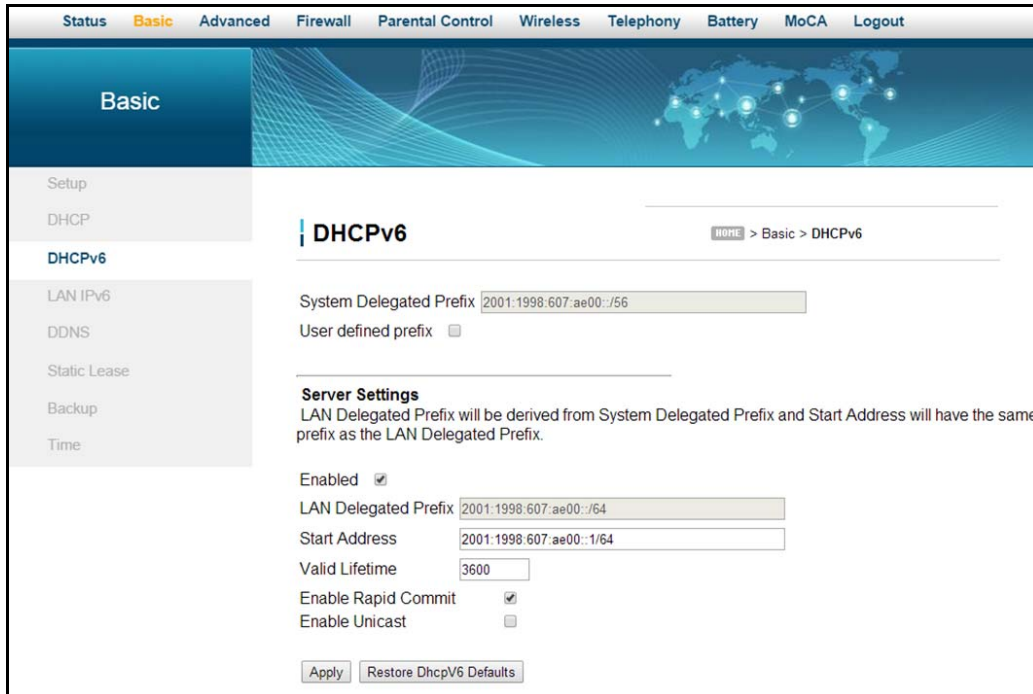 Status Basic Advanced Firewall Parental Control Wireless Telephony Battery MoCA Logout
Basic
Setup
DHCP
DHCPv6
LAN IPv6
DDNS
Static Lease
Backup
Time
DHCPv6
HOME > Basic > DHCPv6
System Delegated Prefix 2001:1998:607:ae00::/56
User defined prefix
Server Settings
LAN Delegated Prefix will be derived from System Delegated Prefix and Start Address will have the same
prefix as the LAN Delegated Prefix.
Enabled
LAN Delegated Prefix 2001:1998:607:ae00::/64
Start Address 2001:1998:607:ae00::1/64
Valid Lifetime 3600
Enable Rapid Commit
Enable Unicast
Apply Restore DhcpV6 Defaults